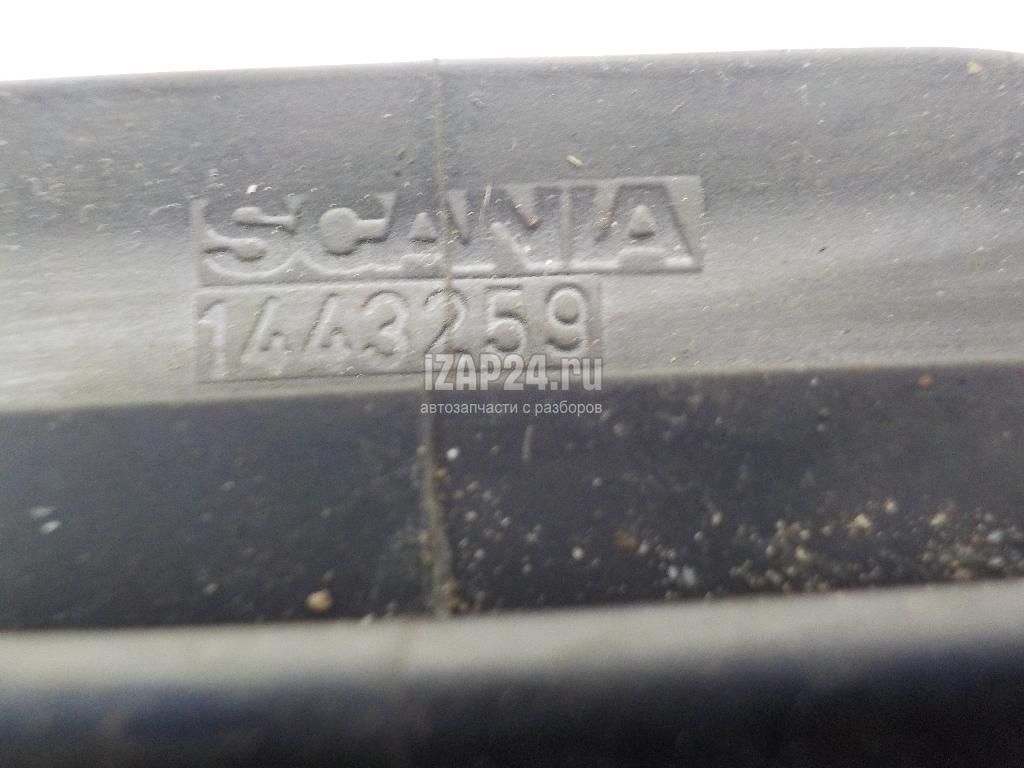 SCANIA
1443259
iZAP24.ru
автозапчасти с разборов